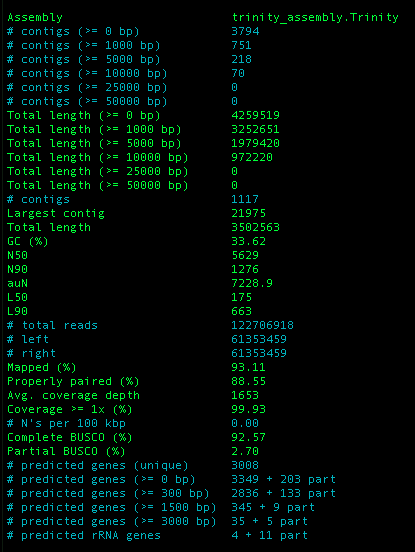 Assembly trinity_assembly.Trinity
# contigs (>= 0 bp) 3794
# contigs (>= 1000 bp) 751
# contigs (>= 5000 bp) 218
# contigs (>= 10000 bp) 70
# contigs (>= 25000 bp) 0
# contigs (>= 50000 bp) 0
Total length (>= 0 bp) 4259519
Total length (>= 1000 bp) 3252651
Total length (>= 5000 bp) 1979420
Total length (>= 10000 bp) 972220
Total length (>= 25000 bp) 0
Total length (>= 50000 bp) 0
# contigs 1117
Largest contig 21975
Total length 3502563
GC (%) 33.62
N50 5629
N90 1276
auN 7228.9
L50 175
L90 663
# total reads 122706918
# left 61353459
# right 61353459
Mapped (%) 93.11
Properly paired (%) 88.55
Avg. coverage depth 1653
Coverage >= 1x (%) 99.93
# N's per 100 kbp 0.00
Complete BUSCO (%) 92.57
Partial BUSCO (%) 2.70
# predicted genes (unique) 3008
# predicted genes (>= 0 bp) 3349 + 203 part
# predicted genes (>= 300 bp) 2836 + 133 part
# predicted genes (>= 1500 bp) 345 + 9 part
# predicted genes (>= 3000 bp) 35 + 5 part
# predicted rRNA genes 4 + 11 part